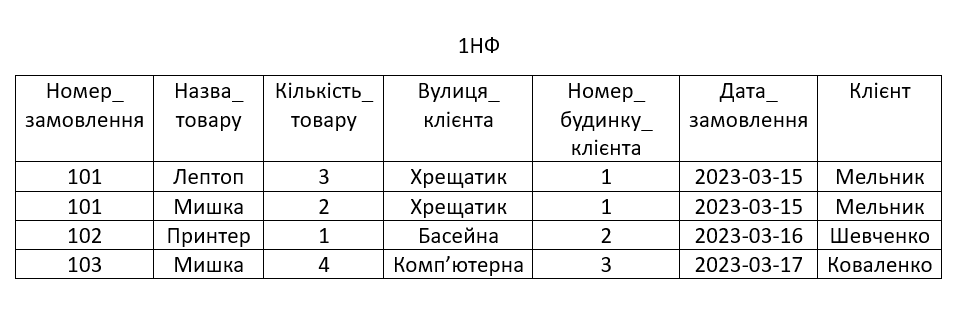 1НФ
Номер_ Назва_ Кількість_ Вулиця_ Номер_ Дата_ Клієнт
замовлення товару товару клієнта будинку_ замовлення
клієнта
101 Лептоп 3 Хрещатик 1 2023-03-15 Мельник
101 Мишка 2 Хрещатик 1 2023-03-15 Мельник
102 Принтер 1 Басейна 2 2023-03-16 Шевченко
103 Мишка 4 Комп’ютерна 3 2023-03-17 Коваленко